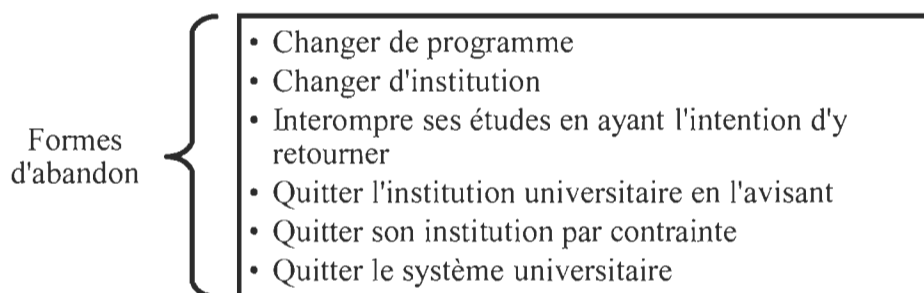 Formes
d'abandon
• Changer de programme
• Changer d'institution
• Interompre ses études en ayant l'intention d'y
retourner
• Quitter l'institution universitaire en l'avisant
• Quitter son institution par contrainte
• Quitter le système universitaire